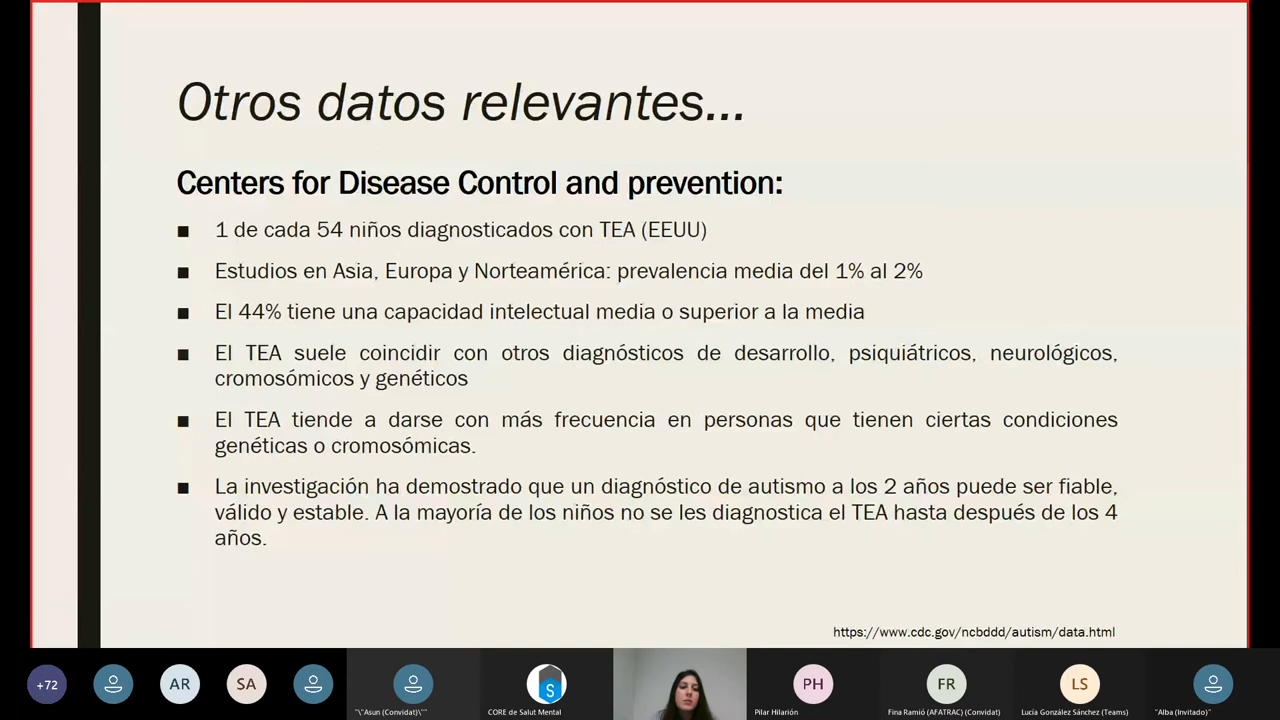 Otros datos relevantes...
Centers for Disease Control and prevention:
■ 1 de cada 54 niños diagnosticados con TEA (EEUU)
■ Estudios en Asia, Europa y Norteamérica: prevalencia media del 1% al 2%
■ El 44% tiene una capacidad intelectual media o superior a la media
■ El TEA suele coincidir con otros diagnósticos de desarrollo, psiquiátricos, neurológicos,
cromosómicos y genéticos
■ El TEA tiende a darse con más frecuencia en personas que tienen ciertas condiciones
genéticas o cromosómicas.
■ La investigación ha demostrado que un diagnóstico de autismo a los 2 años puede ser fiable,
válido y estable. A la mayoría de los niños no se les diagnostica el TEA hasta después de los 4
años.
https://www.cdc.gov/ncbddd/autism/data.html
+72
AR
SA
S
PH
FR
LS
"\"Asun (Convidat)\""
CORE de Salut Mental
Pilar Hilarión
Fina Ramió (AFATRAC) (Convidat)
Lucía González Sánchez (Teams)
"Alba (Invitado)"